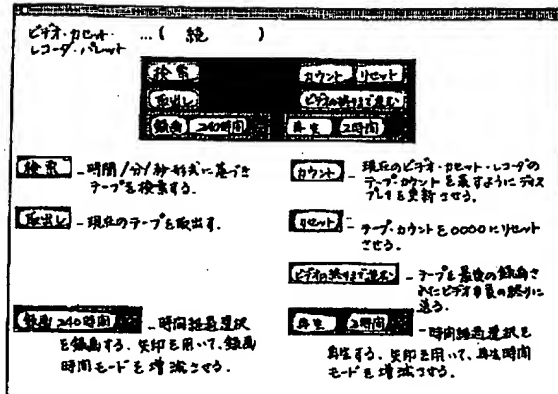 ビデオ・カセット・ ...( 続 )
レコーダ・パレット
検索 カウント リセット
取出し ビデオの終りまで進む
録画 240時間 再生 2時間
検索 - 時間/分/秒形式に基づき
テープを検索する.
取出し - 現在のテープを取出す.
録画 240時間 - 時間経過選択
を録画する. 矢印を用いて、録画
時間モードを増減させる.
カウント - 現在のビデオ・カセット・レコーダの
テープカウントを表すようにディス
プレイを更新させる.
リセット - テープ・カウントを0000にリセット
させる.
ビデオの終りまで進む - テープを最後の録画さ
れたビデオ
の終りに
送る.
再生 2時間 - 時間経過選択を
再生する. 矢印を用いて、再生時間
モードを増減させる.